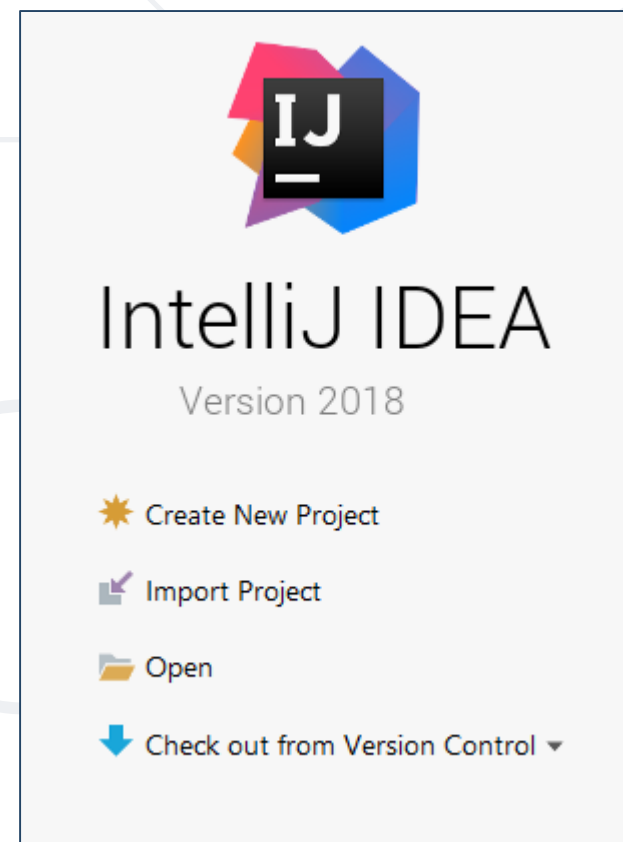 IJ
IntelliJ IDEA
Version 2018
Create New Project
Import Project
Open
Check out from Version Control